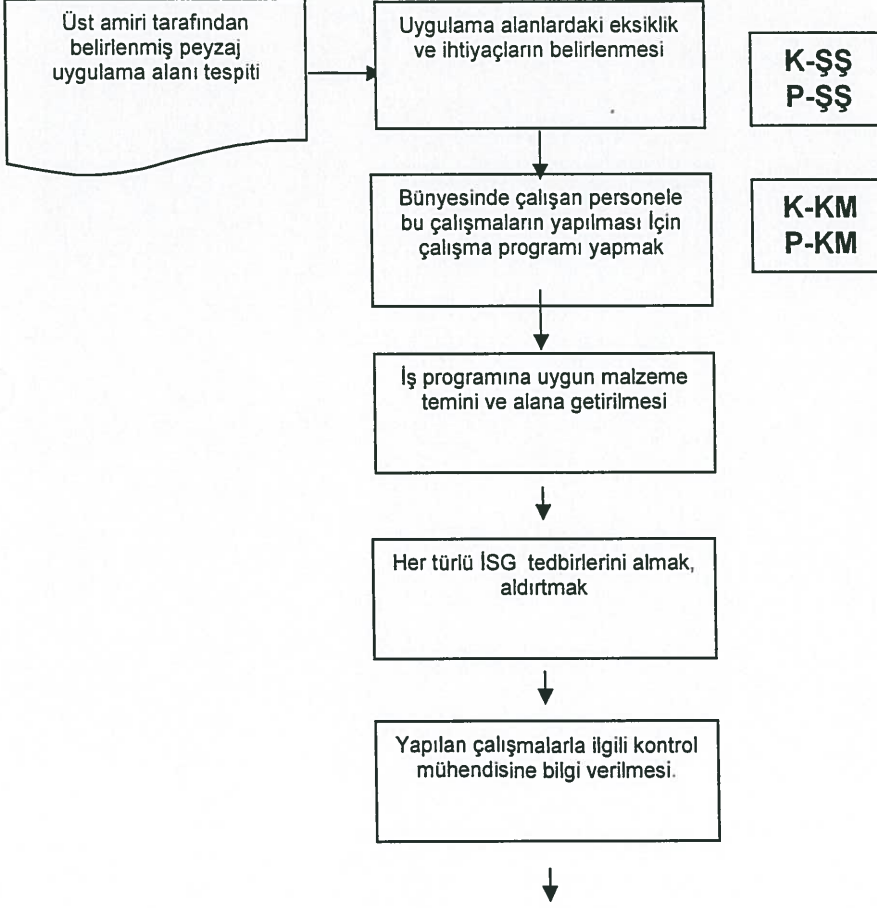 Üst amiri tarafından
belirlenmiş peyzaj
uygulama alanı tespiti
Uygulama alanlardaki eksiklik
ve ihtiyaçların belirlenmesi
K-ŞŞ
P-ŞŞ
Bünyesinde çalışan personele
bu çalışmaların yapılması İçin
çalışma programı yapmak
K-KM
P-KM
İş programına uygun malzeme
temini ve alana getirilmesi
Her türlü İSG tedbirlerini almak,
aldırtmak
Yapılan çalışmalarla ilgili kontrol
mühendisine bilgi verilmesi.